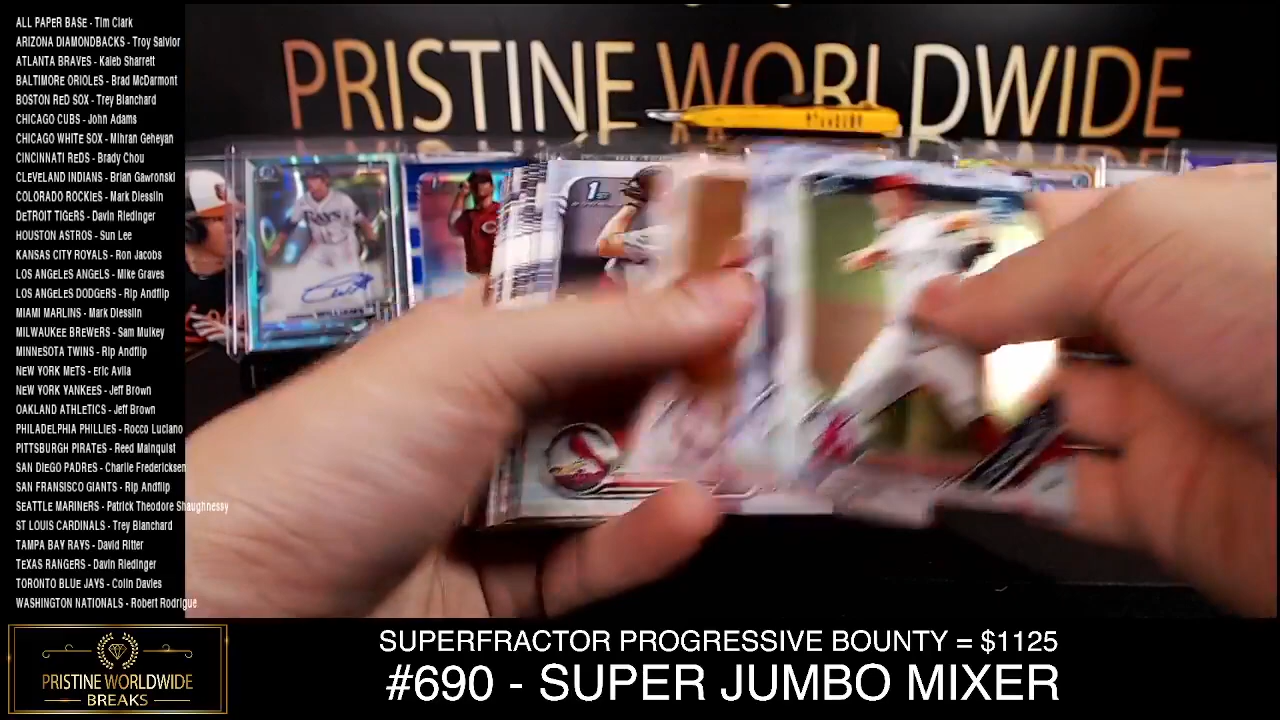 ALL PAPER BASE - Tim Clark
ARIZONA DIAMONDBACKS - Troy Salvior
ATLANTA BRAVES - Kaleb Sharrett
BALTIMORE ORIOLES - Brad McDarmont
BOSTON RED SOX - Trey Blanchard
CHICAGO CUBS - John Adams
CHICAGO WHITE SOX - Mihran Geheyan
CINCINNATI REDS - Brady Chou
CLEVELAND INDIANS - Brian Gawronski
COLORADO ROCKIES - Mark Diesslin
DETROIT TIGERS - Davin Riedinger
HOUSTON ASTROS - Sun Lee
KANSAS CITY ROYALS - Ron Jacobs
LOS ANGELES ANGELS - Mike Graves
LOS ANGELES DODGERS - Rip Andflip
MIAMI MARLINS - Mark Diesslin
MILWAUKEE BREWERS - Sam Mulkey
MINNESOTA TWINS - Rip Andflip
NEW YORK METS - Eric Avila
NEW YORK YANKEES - Jeff Brown
OAKLAND ATHLETICS - Jeff Brown
PHILADELPHIA PHILLIES - Rocco Luciano
PITTSBURGH PIRATES - Reed Mainquist
SAN DIEGO PADRES - Charlie Fredericksen
SAN FRANSISCO GIANTS - Rip Andflip
SEATTLE MARINERS - Patrick Theodore Shaughnessy
ST LOUIS CARDINALS - Trey Blanchard
TAMPA BAY RAYS - David Ritter
TEXAS RANGERS - Davin Riedinger
TORONTO BLUE JAYS - Colin Davies
WASHINGTON NATIONALS - Robert Rodrigue
PRISTINE WORLDWIDE
RAYS
1st
PRISTINE WORLDWIDE
BREAKS
SUPERFRACTOR PROGRESSIVE BOUNTY = $1125
#690 - SUPER JUMBO MIXER